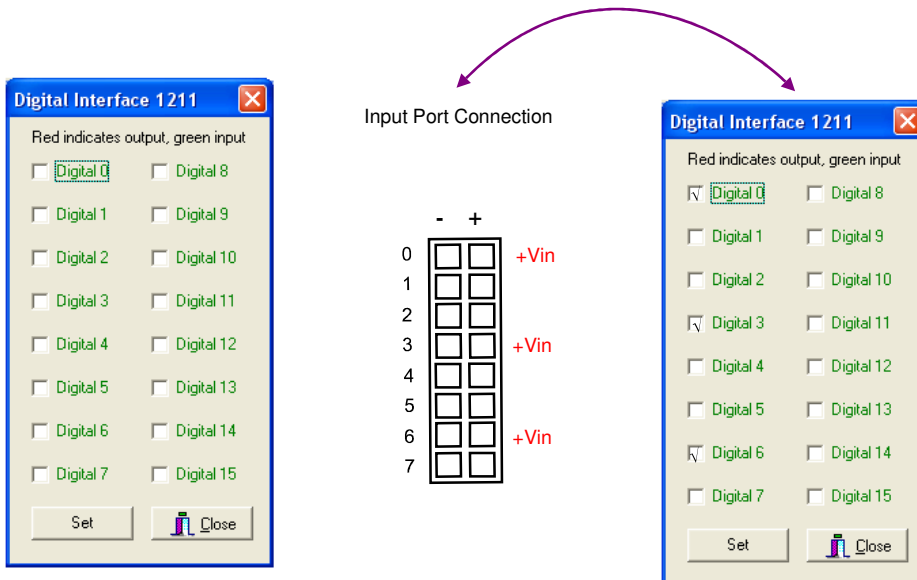 Digital Interface 1211
Red indicates output, green input
Digital 0 Digital 8
Digital 1 Digital 9
Digital 2 Digital 10
Digital 3 Digital 11
Digital 4 Digital 12
Digital 5 Digital 13
Digital 6 Digital 14
Digital 7 Digital 15
Set Close
Input Port Connection
- +
0 +Vin
1
2
3 +Vin
4
5
6 +Vin
7
Digital Interface 1211
Red indicates output, green input
Digital 0 Digital 8
Digital 1 Digital 9
Digital 2 Digital 10
Digital 3 Digital 11
Digital 4 Digital 12
Digital 5 Digital 13
Digital 6 Digital 14
Digital 7 Digital 15
Set Close